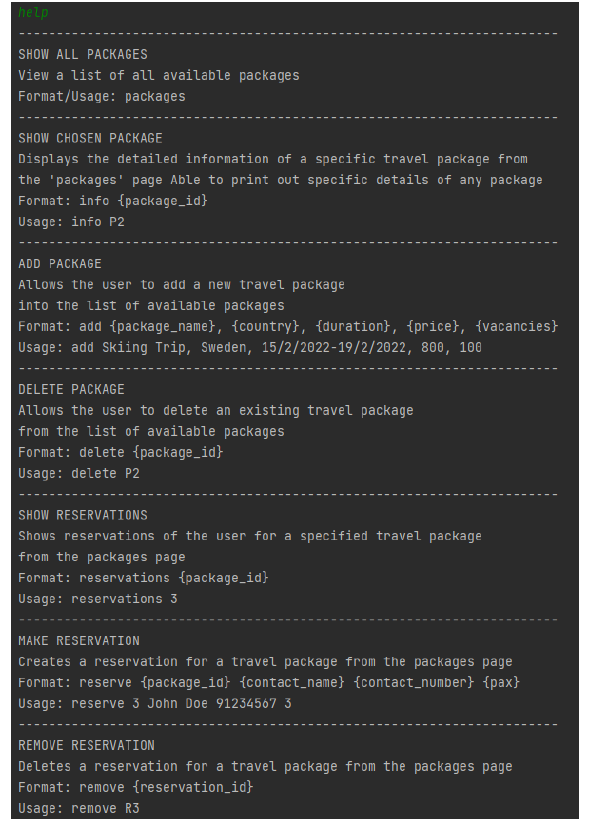 help
------------------------------------------------------------------------
SHOW ALL PACKAGES
View a list of all available packages
Format/Usage: packages
------------------------------------------------------------------------
SHOW CHOSEN PACKAGE
Displays the detailed information of a specific travel package from
the 'packages' page Able to print out specific details of any package
Format: info {package_id}
Usage: info P2
------------------------------------------------------------------------
ADD PACKAGE
Allows the user to add a new travel package
into the list of available packages
Format: add {package_name}, {country}, {duration}, {price}, {vacancies}
Usage: add Skiing Trip, Sweden, 15/2/2022-19/2/2022, 800, 100
------------------------------------------------------------------------
DELETE PACKAGE
Allows the user to delete an existing travel package
from the list of available packages
Format: delete {package_id}
Usage: delete P2
------------------------------------------------------------------------
SHOW RESERVATIONS
Shows reservations of the user for a specified travel package
from the packages page
Format: reservations {package_id}
Usage: reservations 3
------------------------------------------------------------------------
MAKE RESERVATION
Creates a reservation for a travel package from the packages page
Format: reserve {package_id} {contact_name} {contact_number} {pax}
Usage: reserve 3 John Doe 91234567 3
------------------------------------------------------------------------
REMOVE RESERVATION
Deletes a reservation for a travel package from the packages page
Format: remove {reservation_id}
Usage: remove R3